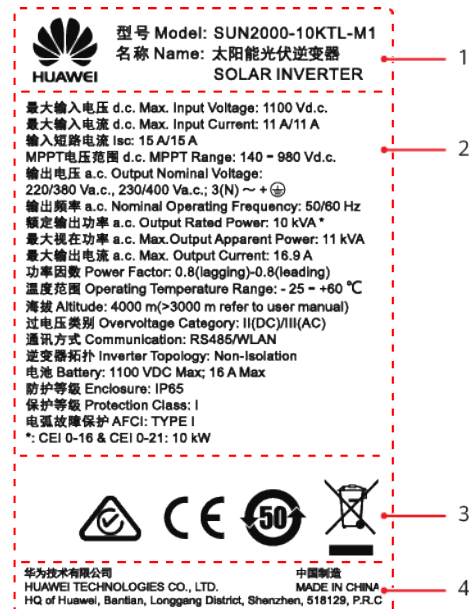 HUAWEI
型号 Model: SUN2000-10KTL-M1
名称 Name: 太阳能光伏逆变器
SOLAR INVERTER
1
最大输入电压 d.c. Max. Input Voltage: 1100 Vd.c.
最大输入电流 d.c. Max. Input Current: 11 A/11 A
输入短路电流 Isc: 15 A/15 A
MPPT电压范围 d.c. MPPT Range: 140 - 980 Vd.c.
输出电压 a.c. Output Nominal Voltage:
220/380 Va.c., 230/400 Va.c.; 3(N) ~ + ⏚
输出频率 a.c. Nominal Operating Frequency: 50/60 Hz
额定输出功率 a.c. Output Rated Power: 10 kVA *
最大视在功率 a.c. Max.Output Apparent Power: 11 kVA
最大输出电流 a.c. Max. Output Current: 16.9 A
功率因数 Power Factor: 0.8(lagging)-0.8(leading)
温度范围 Operating Temperature Range: - 25 - +60 ℃
海拔 Altitude: 4000 m(>3000 m refer to user manual)
过电压类别 Overvoltage Category: II(DC)/III(AC)
通讯方式 Communication: RS485/WLAN
逆变器拓扑 Inverter Topology: Non-isolation
电池 Battery: 1100 VDC Max; 16 A Max
防护等级 Enclosure: IP65
保护等级 Protection Class: I
电弧故障保护 AFCI: TYPE I
*: CEI 0-16 & CEI 0-21: 10 kW
2
CE
50
3
华为技术有限公司 中国制造
HUAWEI TECHNOLOGIES CO., LTD. MADE IN CHINA
HQ of Huawei, Bantian, Longgang District, Shenzhen, 518129, P.R.C
4